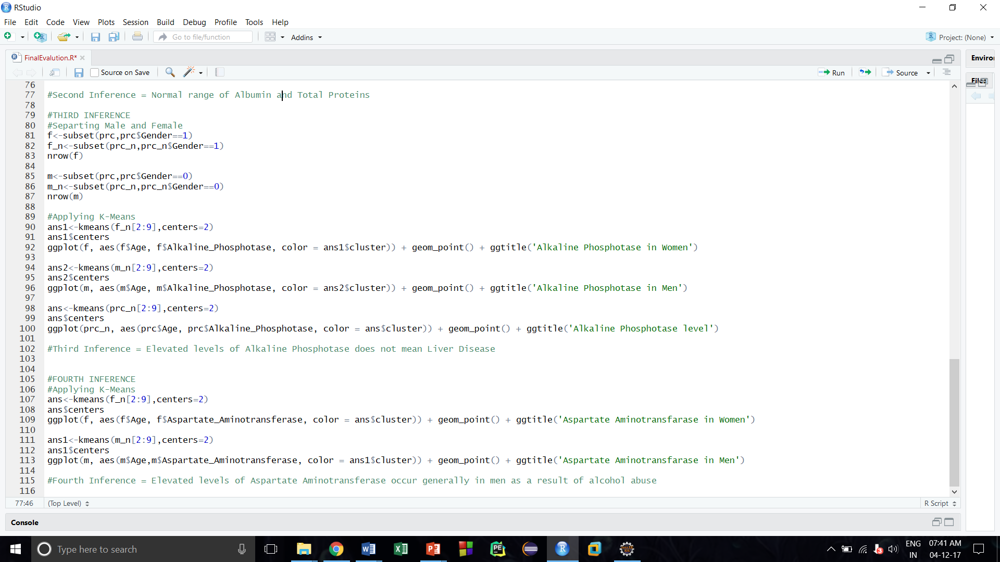 RStudio
File Edit Code View Plots Session Build Debug Profile Tools Help
Go to file/function Addins Project: (None)
FinalEvalution.R* Enviro
Source on Save Run Source Files
76
77 #Second Inference = Normal range of Albumin and Total Proteins
78
79 #THIRD INFERENCE
80 #Separting Male and Female
81 f<-subset(prc,prc$Gender==1)
82 f_n<-subset(prc_n,prc_n$Gender==1)
83 nrow(f)
84
85 m<-subset(prc,prc$Gender==0)
86 m_n<-subset(prc_n,prc_n$Gender==0)
87 nrow(m)
88
89 #Applying K-Means
90 ans1<-kmeans(f_n[2:9],centers=2)
91 ans1$centers
92 ggplot(f, aes(f$Age, f$Alkaline_Phosphotase, color = ans1$cluster)) + geom_point() + ggtitle('Alkaline Phosphotase in Women')
93
94 ans2<-kmeans(m_n[2:9],centers=2)
95 ans2$centers
96 ggplot(m, aes(m$Age, m$Alkaline_Phosphotase, color = ans2$cluster)) + geom_point() + ggtitle('Alkaline Phosphotase in Men')
97
98 ans<-kmeans(prc_n[2:9],centers=2)
99 ans$centers
100 ggplot(prc_n, aes(prc$Age, prc$Alkaline_Phosphotase, color = ans$cluster)) + geom_point() + ggtitle('Alkaline Phosphotase level')
101
102 #Third Inference = Elevated levels of Alkaline Phosphotase does not mean Liver Disease
103
104
105 #FOURTH INFERENCE
106 #Applying K-Means
107 ans<-kmeans(f_n[2:9],centers=2)
108 ans$centers
109 ggplot(f, aes(f$Age, f$Aspartate_Aminotransferase, color = ans$cluster)) + geom_point() + ggtitle('Aspartate Aminotransfarase in Women')
110
111 ans1<-kmeans(m_n[2:9],centers=2)
112 ans1$centers
113 ggplot(m, aes(m$Age,m$Aspartate_Aminotransferase, color = ans1$cluster)) + geom_point() + ggtitle('Aspartate Aminotransfarase in Men')
114
115 #Fourth Inference = Elevated levels of Aspartate Aminotransferase occur generally in men as a result of alcohol abuse
116
77:46 (Top Level) R Script
Console
Type here to search ENG 07:41 AM
IN 04-12-17